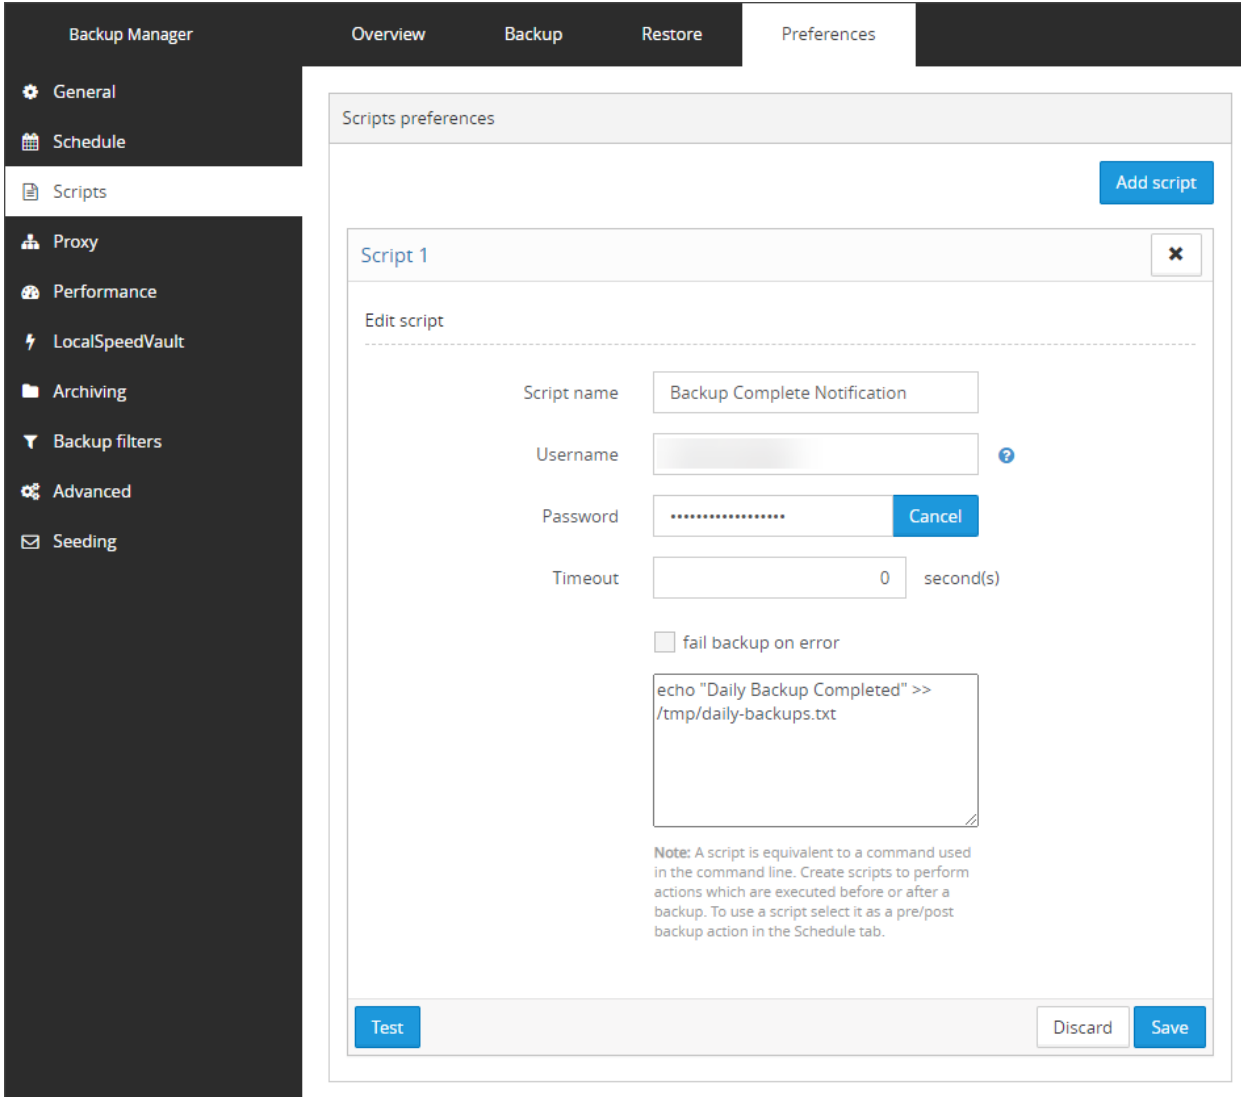 Backup Manager
Overview
Backup
Restore
Preferences
General
Schedule
Scripts
Proxy
Performance
LocalSpeedVault
Archiving
Backup filters
Advanced
Seeding
Scripts preferences
Add script
Script 1
Edit script
Script name
Backup Complete Notification
Username
Password
••••••••••••••••••
Cancel
Timeout
0
second(s)
fail backup on error
echo "Daily Backup Completed" >>
/tmp/daily-backups.txt
Note: A script is equivalent to a command used
in the command line. Create scripts to perform
actions which are executed before or after a
backup. To use a script select it as a pre/post
backup action in the Schedule tab.
Test
Discard
Save